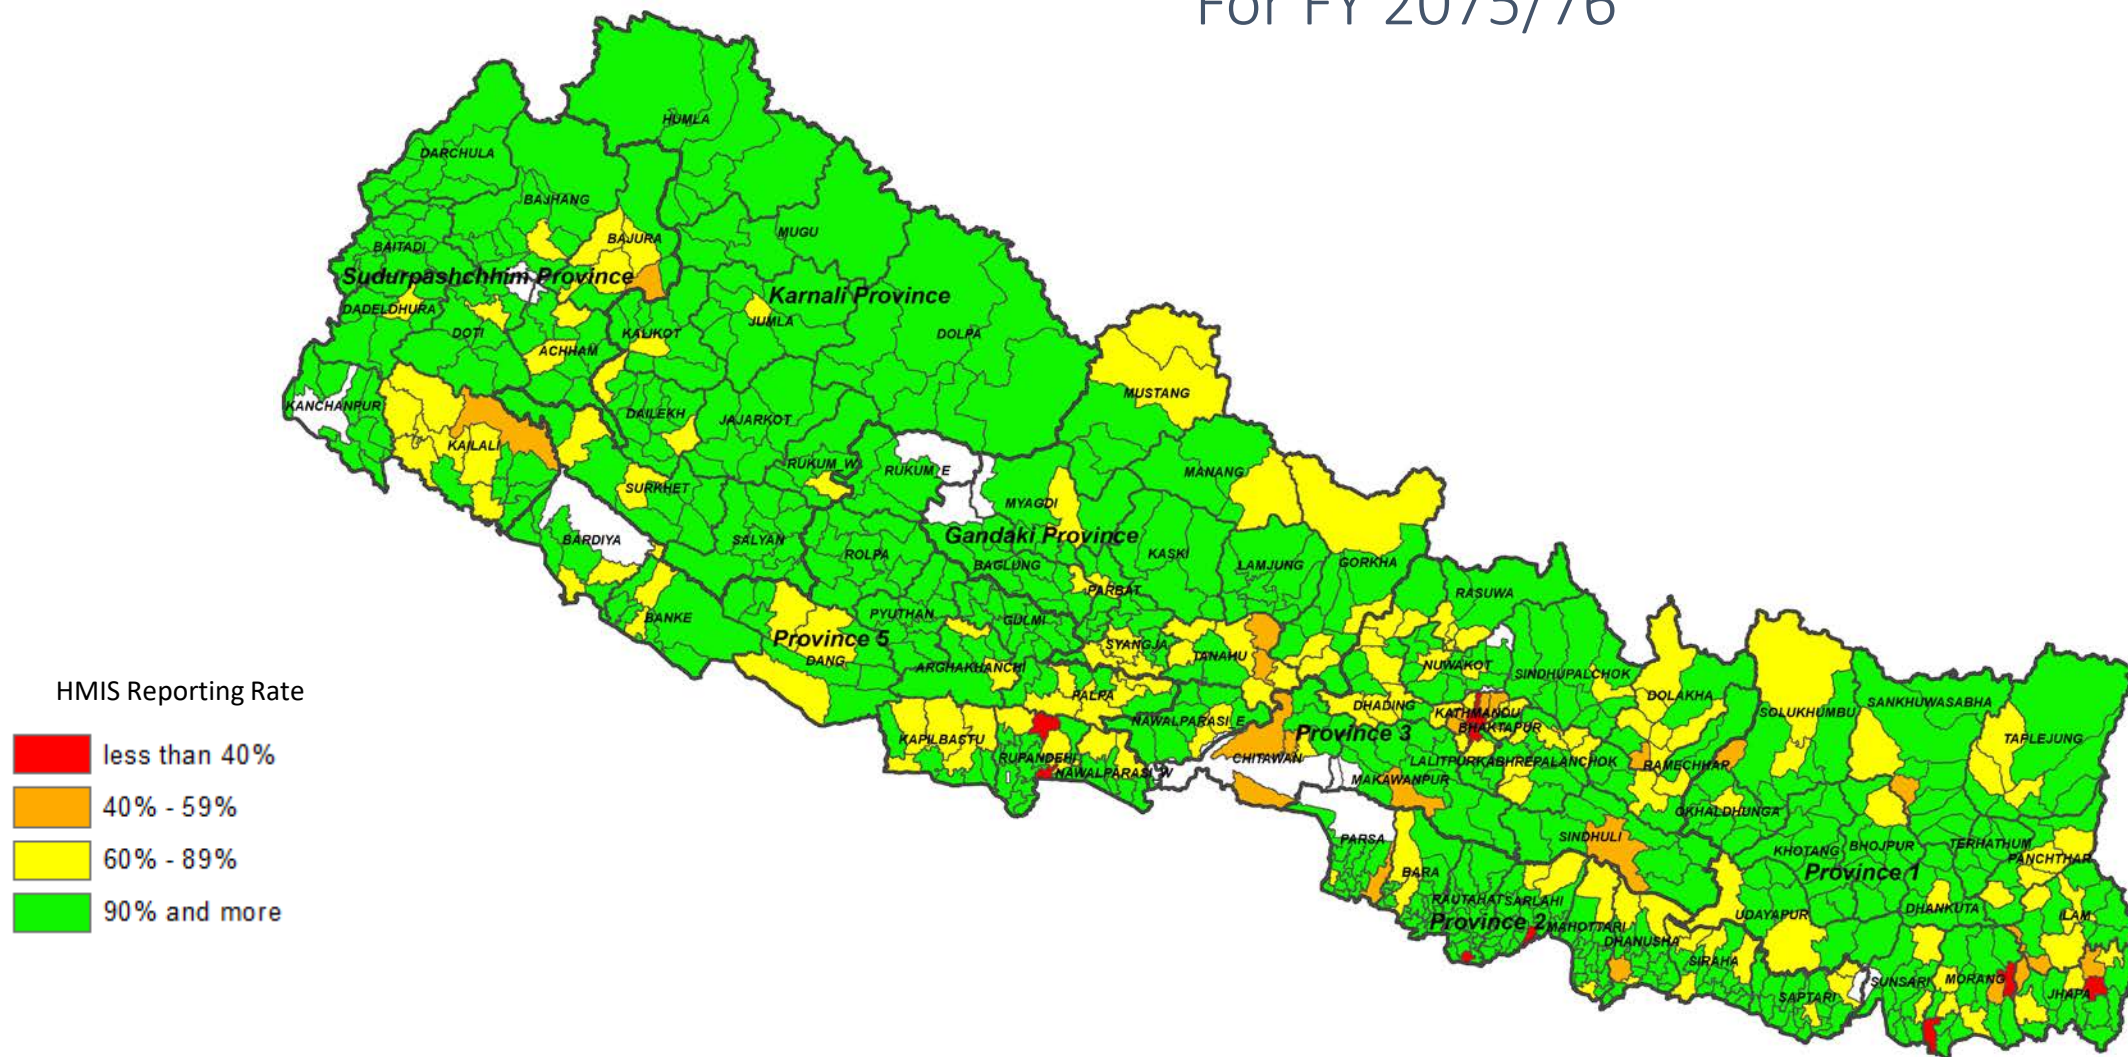 For FY 2075/76
HUMLA
DARCHULA
BAJHANG
MUGU
BAJURA
BAITADI
Sudurpashchhim Province
Karnali Province
DADELDHURA
JUMLA
DOTI
KALIKOT
DOLPA
ACHHAM
MUSTANG
KANCHANPUR
DAILEKH
JAJARKOT
KAILALI
RUKUM_W
RUKUM_E
MANANG
SURKHET
MYAGDI
Gandaki Province
BARDIYA
SALYAN
ROLPA
KASKI
BAGLUNG
LAMJUNG
GORKHA
PARBAT
RASUWA
PYUTHAN
GULMI
BANKE
Province 5
SYANGJA
TANAHU
DANG
ARGHAKHANCHI
NUWAKOT
SINDHUPALCHOK
PALPA
DOLAKHA
SANKHUWASABHA
DHADING
KATHMANDU
SOLUKHUMBU
NAWALPARASI_E
BHAKTAPUR
Province 3
KAPILBASTU
TAPLEJUNG
RUPANDEHI
CHITAWAN
LALITPUR
KABHREPALANCHOK
RAMECHHAP
NAWALPARASI_W
MAKAWANPUR
OKHALDHUNGA
PARSA
SINDHULI
KHOTANG
BHOJPUR
TERHATHUM
PANCHTHAR
BARA
Province 1
RAUTAHAT
SARLAHI
DHANKUTA
UDAYAPUR
ILAM
Province 2
MAHOTTARI
DHANUSHA
SIRAHA
SUNSARI
MORANG
SAPTARI
JHAPA
HMIS Reporting Rate
less than 40%
40% - 59%
60% - 89%
90% and more